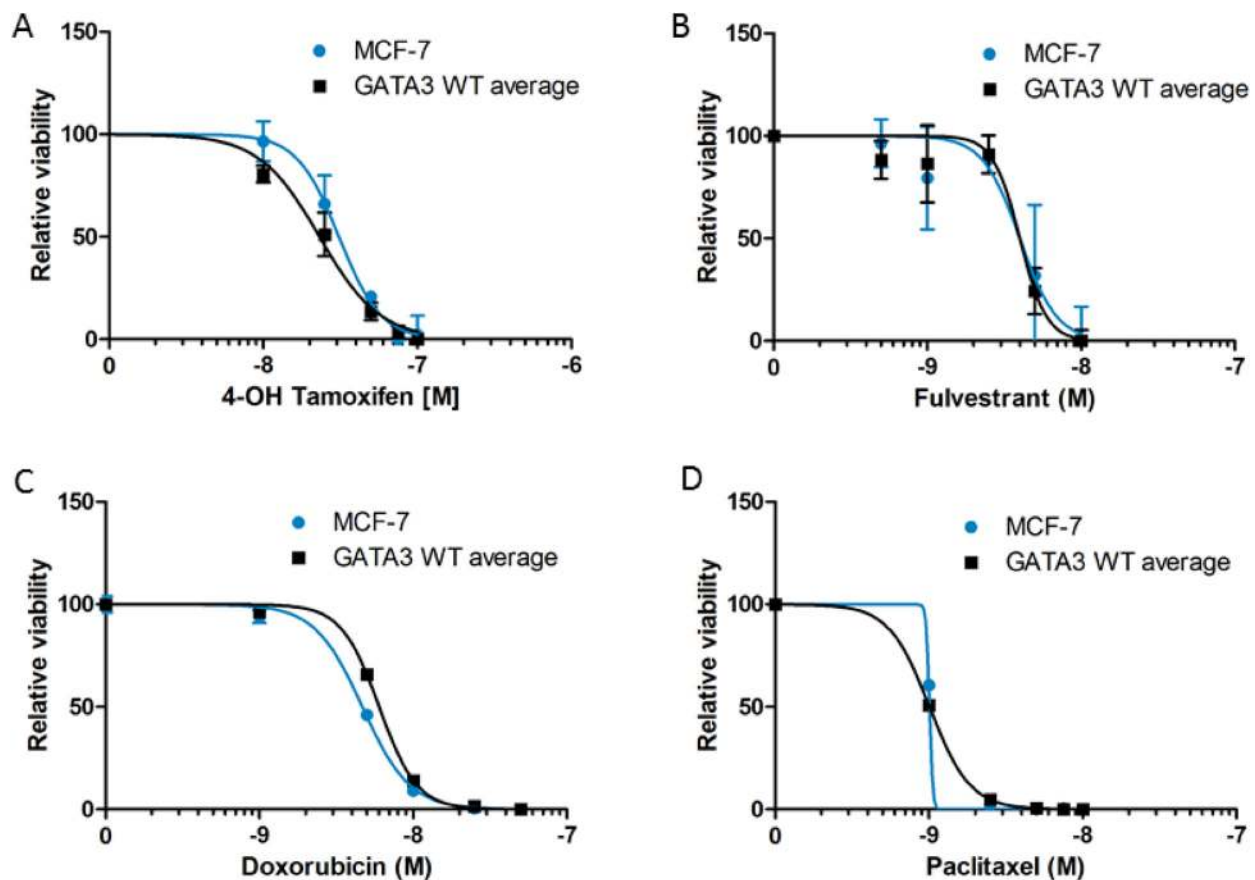 A
150
100
50
0
Relative viability
MCF-7
GATA3 WT average
0 -8 -7 -6
4-OH Tamoxifen [M]
B
150
100
50
0
Relative viability
MCF-7
GATA3 WT average
0 -9 -8 -7
Fulvestrant (M)
C
150
100
50
0
Relative viability
MCF-7
GATA3 WT average
0 -9 -8 -7
Doxorubicin (M)
D
150
100
50
0
Relative viability
MCF-7
GATA3 WT average
0 -9 -8 -7
Paclitaxel (M)